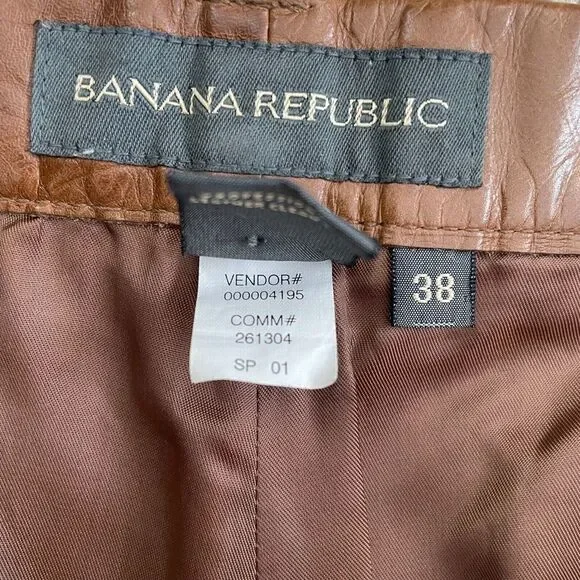 BANANA REPUBLIC
38
VENDOR#
000004195
COMM#
261304
SP 01